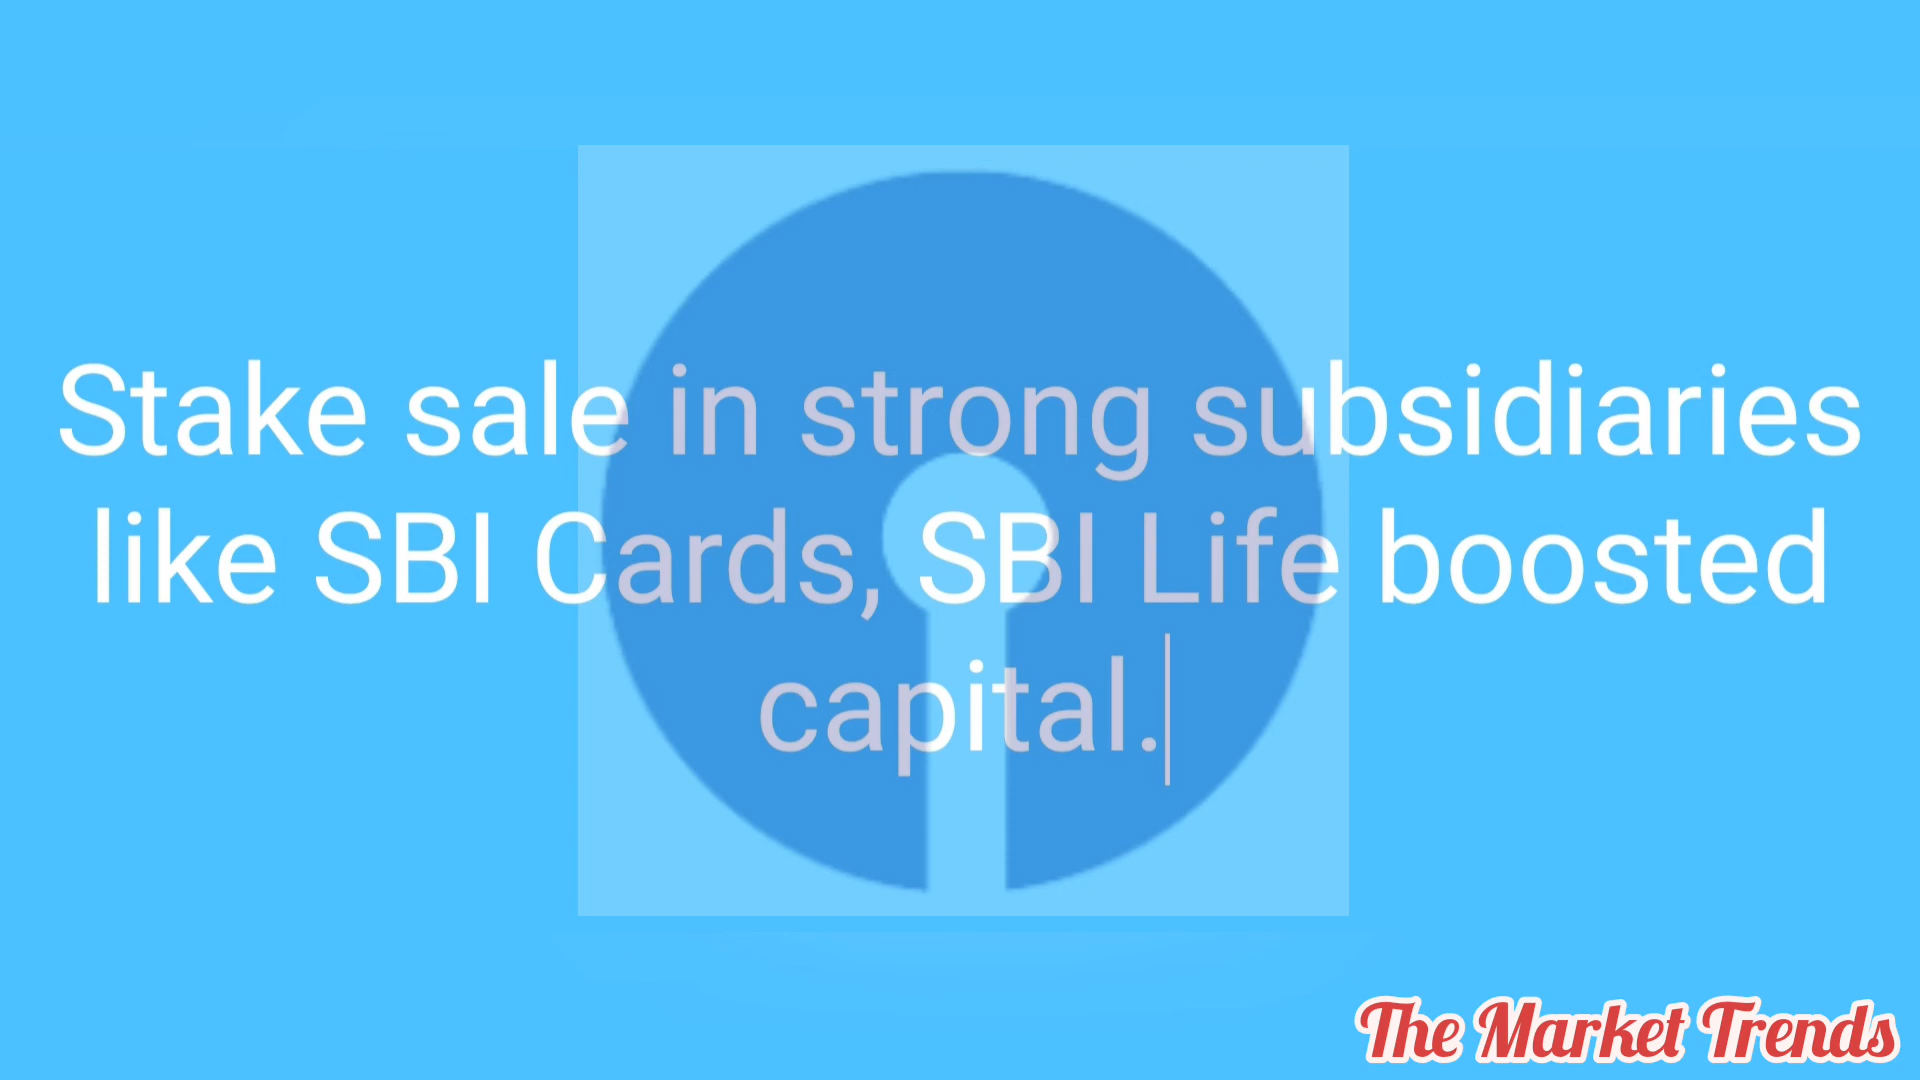 Stake sale in strong subsidiaries
like SBI Cards, SBI Life boosted
capital.
The Market Trends